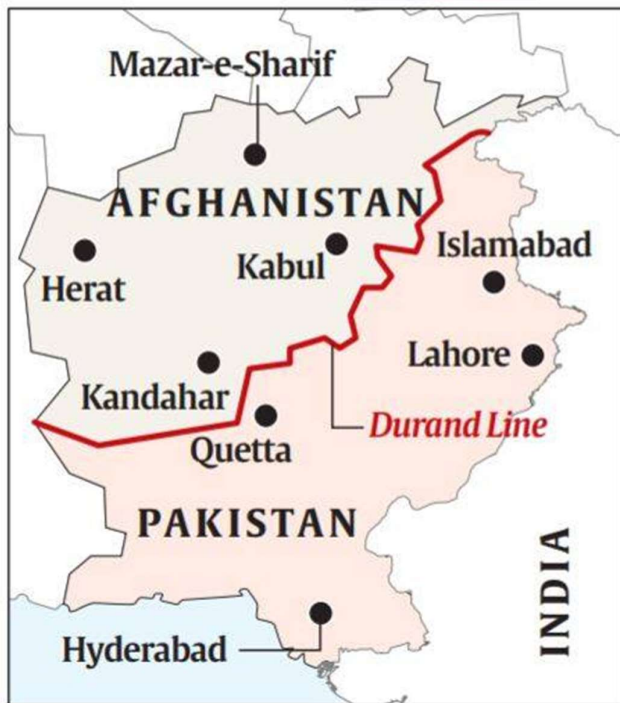 Mazar-e-Sharif
AFGHANISTAN
Herat
Kabul
Islamabad
Lahore
Kandahar
Durand Line
Quetta
PAKISTAN
INDIA
Hyderabad